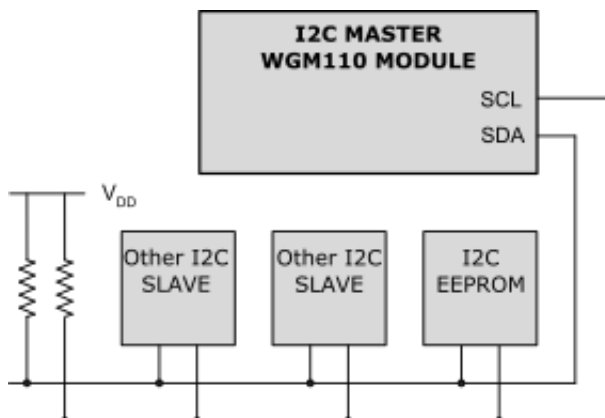 I2C MASTER
WGM110 MODULE
SCL
SDA
VDD
Other I2C
SLAVE
Other I2C
SLAVE
I2C
EEPROM